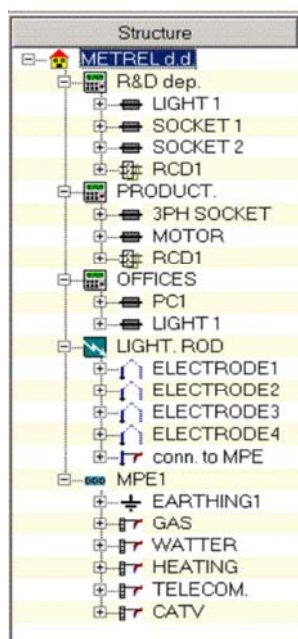 Structure
METREL d.d.
R&D dep.
LIGHT 1
SOCKET 1
SOCKET 2
RCD1
PRODUCT.
3PH SOCKET
MOTOR
RCD1
OFFICES
PC1
LIGHT 1
LIGHT. ROD
ELECTRODE1
ELECTRODE2
ELECTRODE3
ELECTRODE4
conn. to MPE
MPE1
EARTHING1
GAS
WATTER
HEATING
TELECOM.
CATV